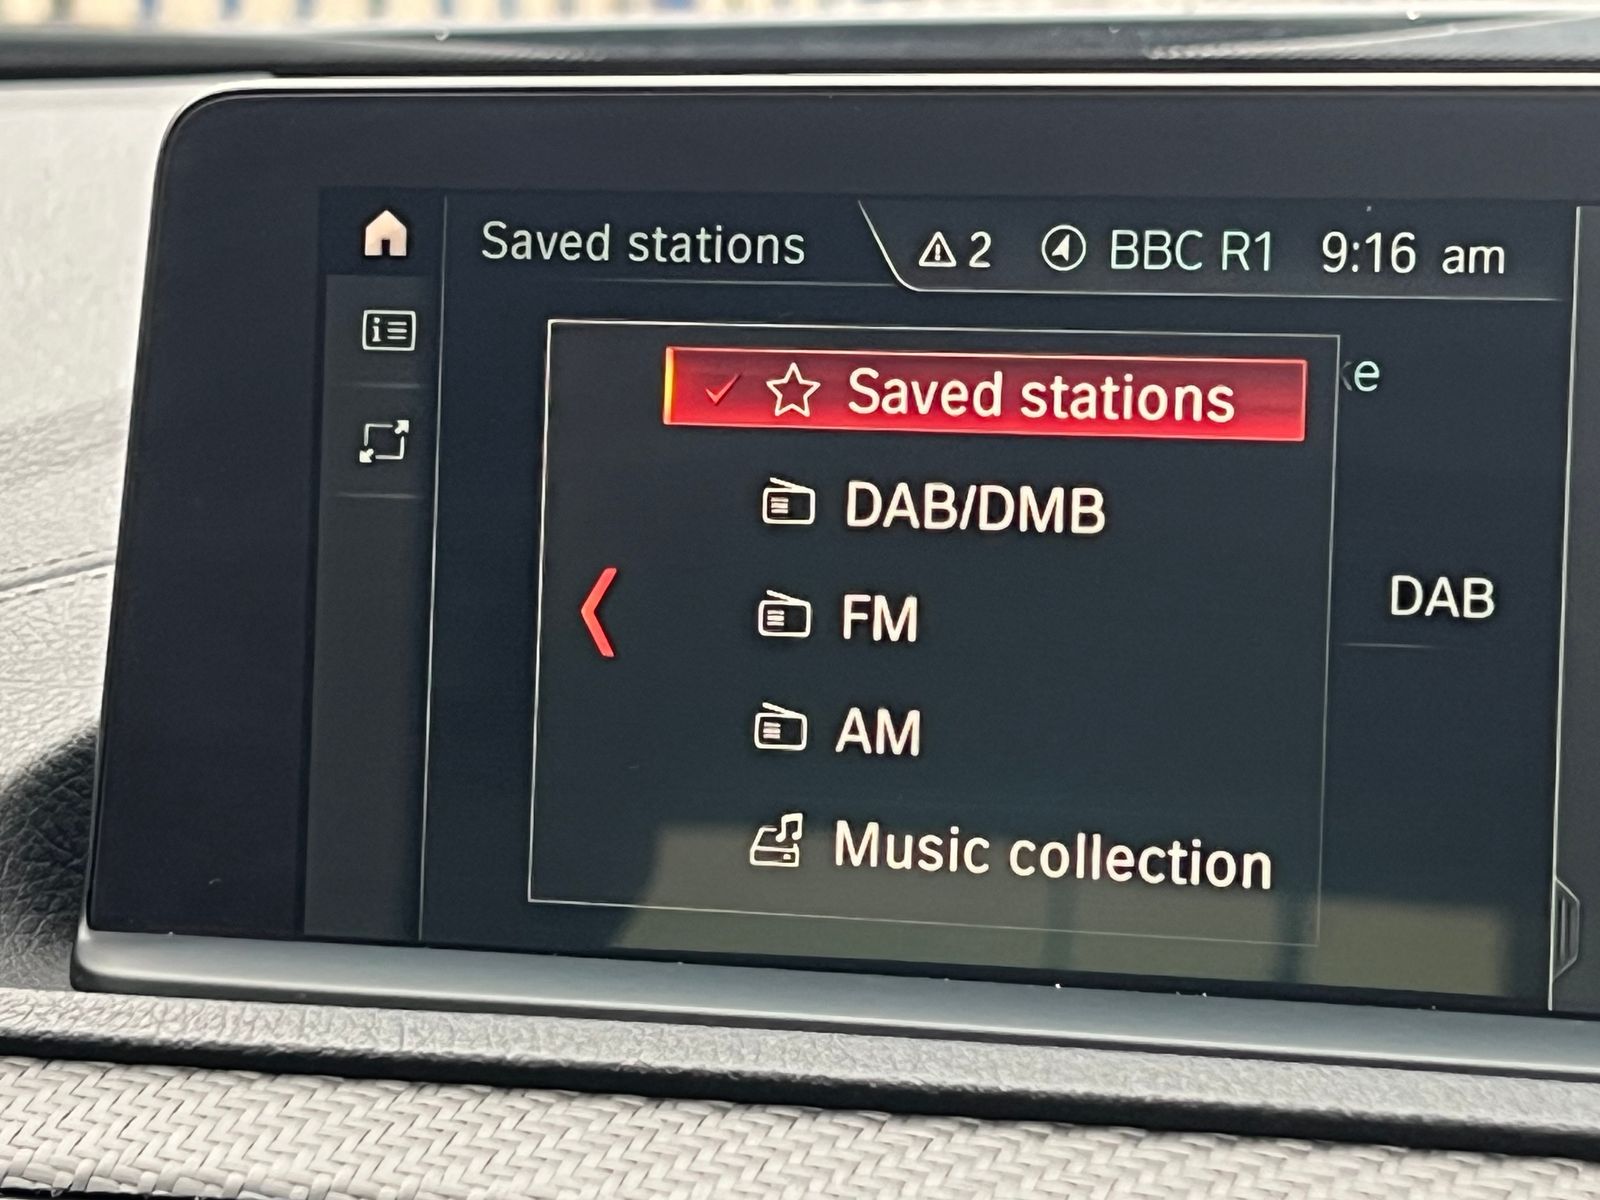 Saved stations
2
BBC R1
9:16 am
Saved stations
DAB/DMB
FM
AM
Music collection
DAB